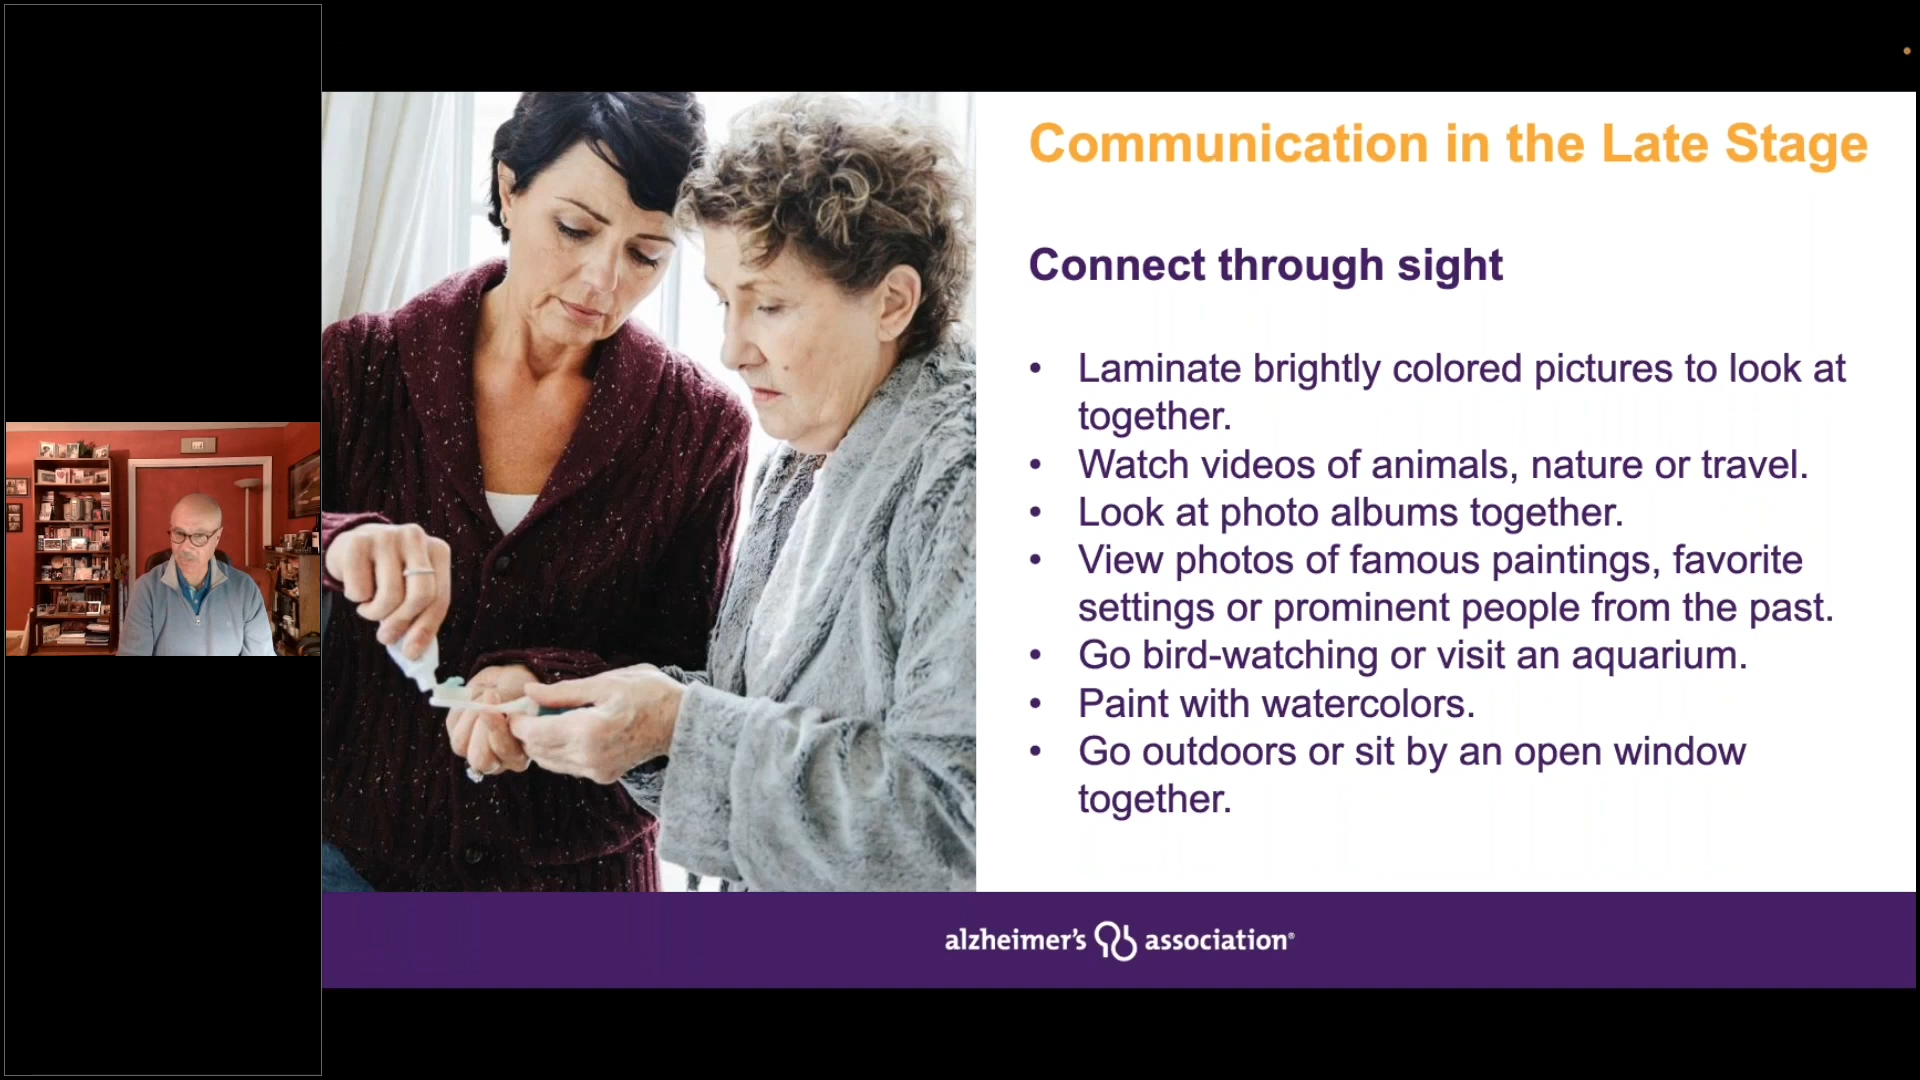 Communication in the Late Stage
Connect through sight
• Laminate brightly colored pictures to look at
together.
• Watch videos of animals, nature or travel.
• Look at photo albums together.
• View photos of famous paintings, favorite
settings or prominent people from the past.
• Go bird-watching or visit an aquarium.
• Paint with watercolors.
• Go outdoors or sit by an open window
together.
alzheimer's association®